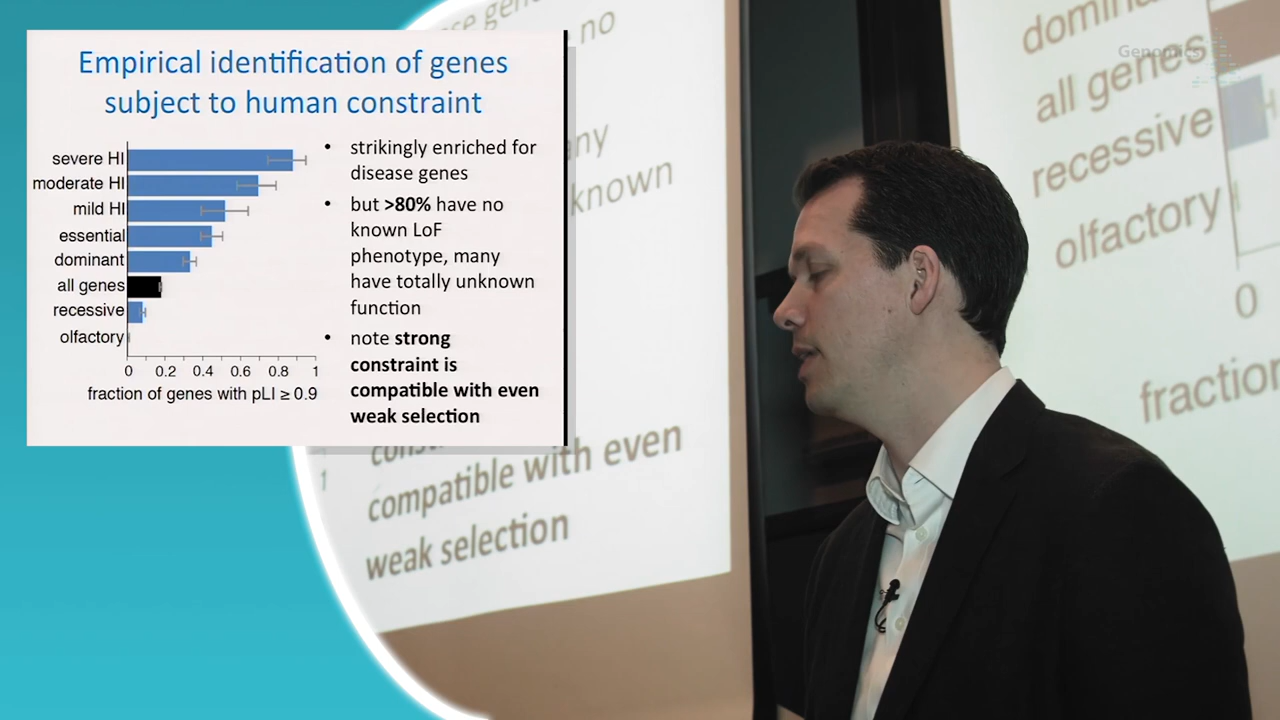 Empirical identification of genes
subject to human constraint
severe HI
moderate HI
mild HI
essential
dominant
all genes
recessive
olfactory
0 0.2 0.4 0.6 0.8 1
fraction of genes with pLI ≥ 0.9
• strikingly enriched for
disease genes
• but >80% have no
known LoF
phenotype, many
have totally unknown
function
• note strong
constraint is
compatible with even
weak selection
no
known
1
compatible with even
weak selection
all genes
recessive
olfactory
0
Genomics